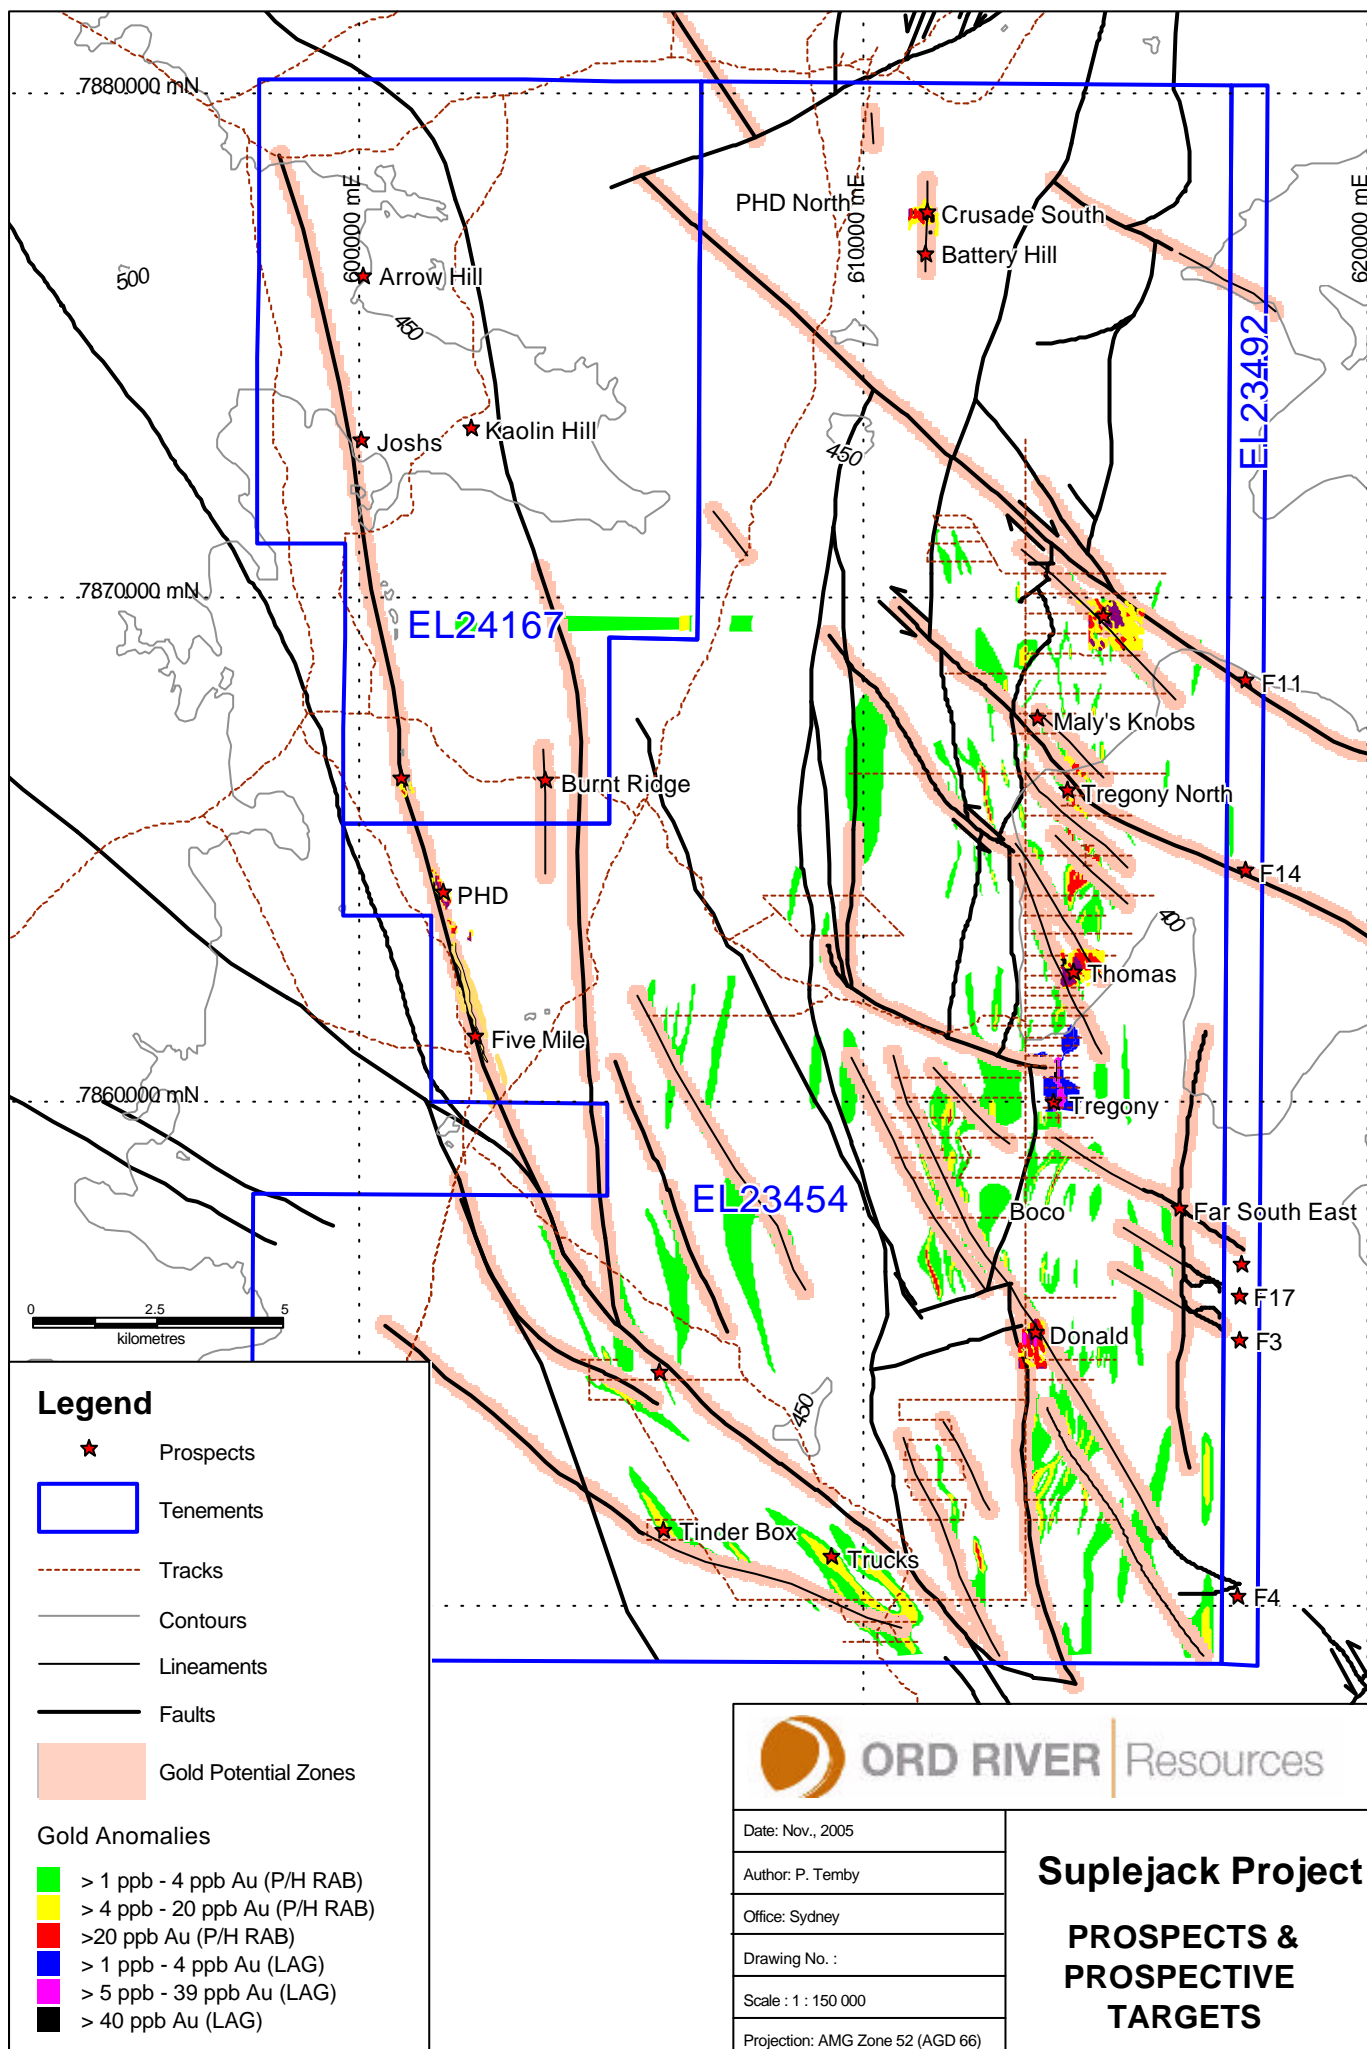 7880000 mN
600000 mE
610000 mE
620000 mE
PHD North
Crusade South
Battery Hill
500
Arrow Hill
450
EL23492
Joshs
Kaolin Hill
450
7870000 mN
EL24167
F11
Maly's Knobs
Burnt Ridge
Tregony North
F14
PHD
400
Thomas
Five Mile
7860000 mN
Tregony
EL23454
Boco
Far South East
F17
0 2.5 5
kilometres
Donald
F3
450
Tinder Box
Trucks
F4
Legend
Prospects
Tenements
Tracks
Contours
Lineaments
Faults
Gold Potential Zones
Gold Anomalies
> 1 ppb - 4 ppb Au (P/H RAB)
> 4 ppb - 20 ppb Au (P/H RAB)
>20 ppb Au (P/H RAB)
> 1 ppb - 4 ppb Au (LAG)
> 5 ppb - 39 ppb Au (LAG)
> 40 ppb Au (LAG)
ORD RIVER Resources
Date: Nov., 2005
Author: P. Temby
Office: Sydney
Drawing No. :
Scale : 1 : 150 000
Projection: AMG Zone 52 (AGD 66)
Suplejack Project
PROSPECTS &
PROSPECTIVE
TARGETS